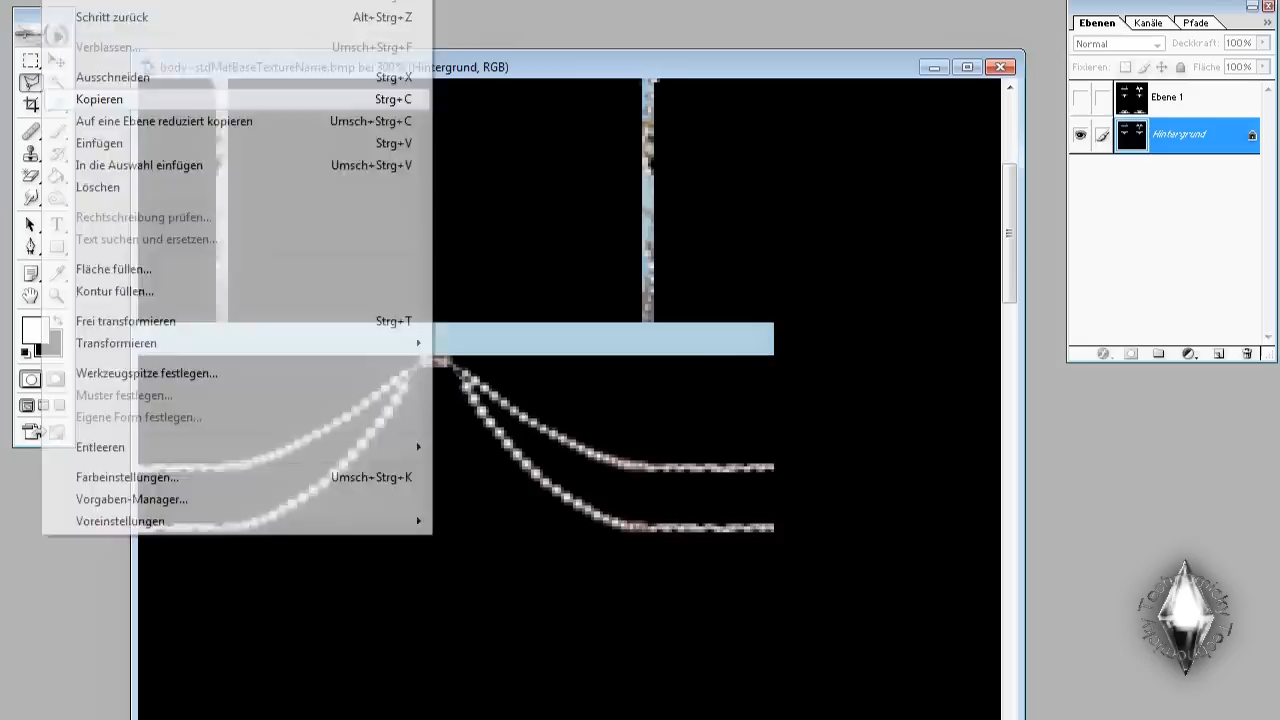 Schritt zurück Alt+Strg+Z
Verblassen... Umsch+Strg+F
body~stdMatBaseTextureName.bmp bei 300% (Hintergrund, RGB)
Ausschneiden Strg+X
Kopieren Strg+C
Auf eine Ebene reduziert kopieren Umsch+Strg+C
Einfügen Strg+V
In die Auswahl einfügen Umsch+Strg+V
Löschen
Rechtschreibung prüfen...
Text suchen und ersetzen...
Fläche füllen...
Kontur füllen...
Frei transformieren Strg+T
Transformieren
Werkzeugspitze festlegen...
Muster festlegen...
Eigene Form festlegen...
Entleeren
Farbeinstellungen... Umsch+Strg+K
Vorgaben-Manager...
Voreinstellungen
Ebenen Kanäle Pfade
Normal Deckkraft: 100%
Fixieren: Fläche 100%
Ebene 1
Hintergrund